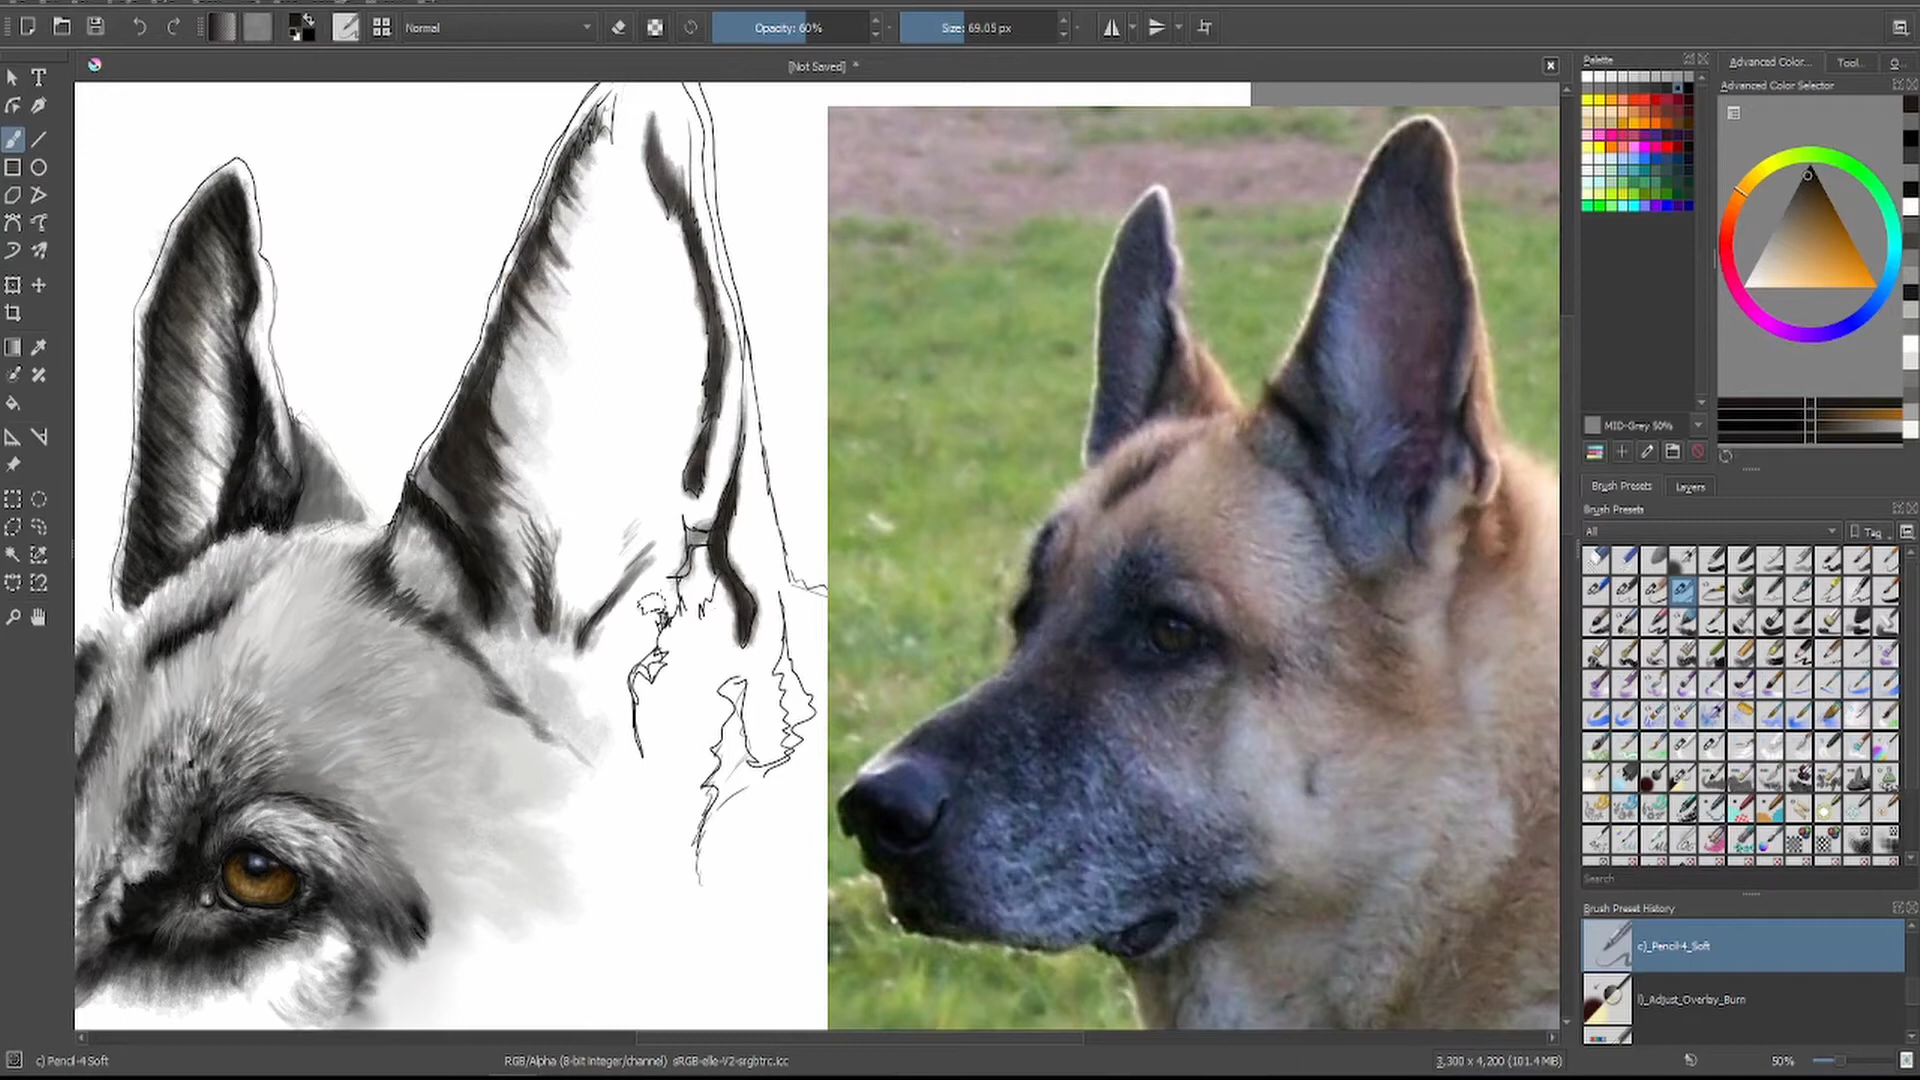 Normal
Opacity: 60%
Size: 69.05 px
[Not Saved] *
Palette
Advanced Color...
Tool...
O...
Advanced Color Selector
MID-Grey 50%
Brush Presets
Layers
Brush Presets
All
Tag
Search
Brush Preset History
c)_Pencil-4_Soft
i)_Adjust_Overlay_Burn
c) Pencil-4 Soft
RGB/Alpha (8-bit integer/channel) sRGB-elle-V2-srgbtrc.icc
3,300 x 4,200 (101.4 MiB)
50%